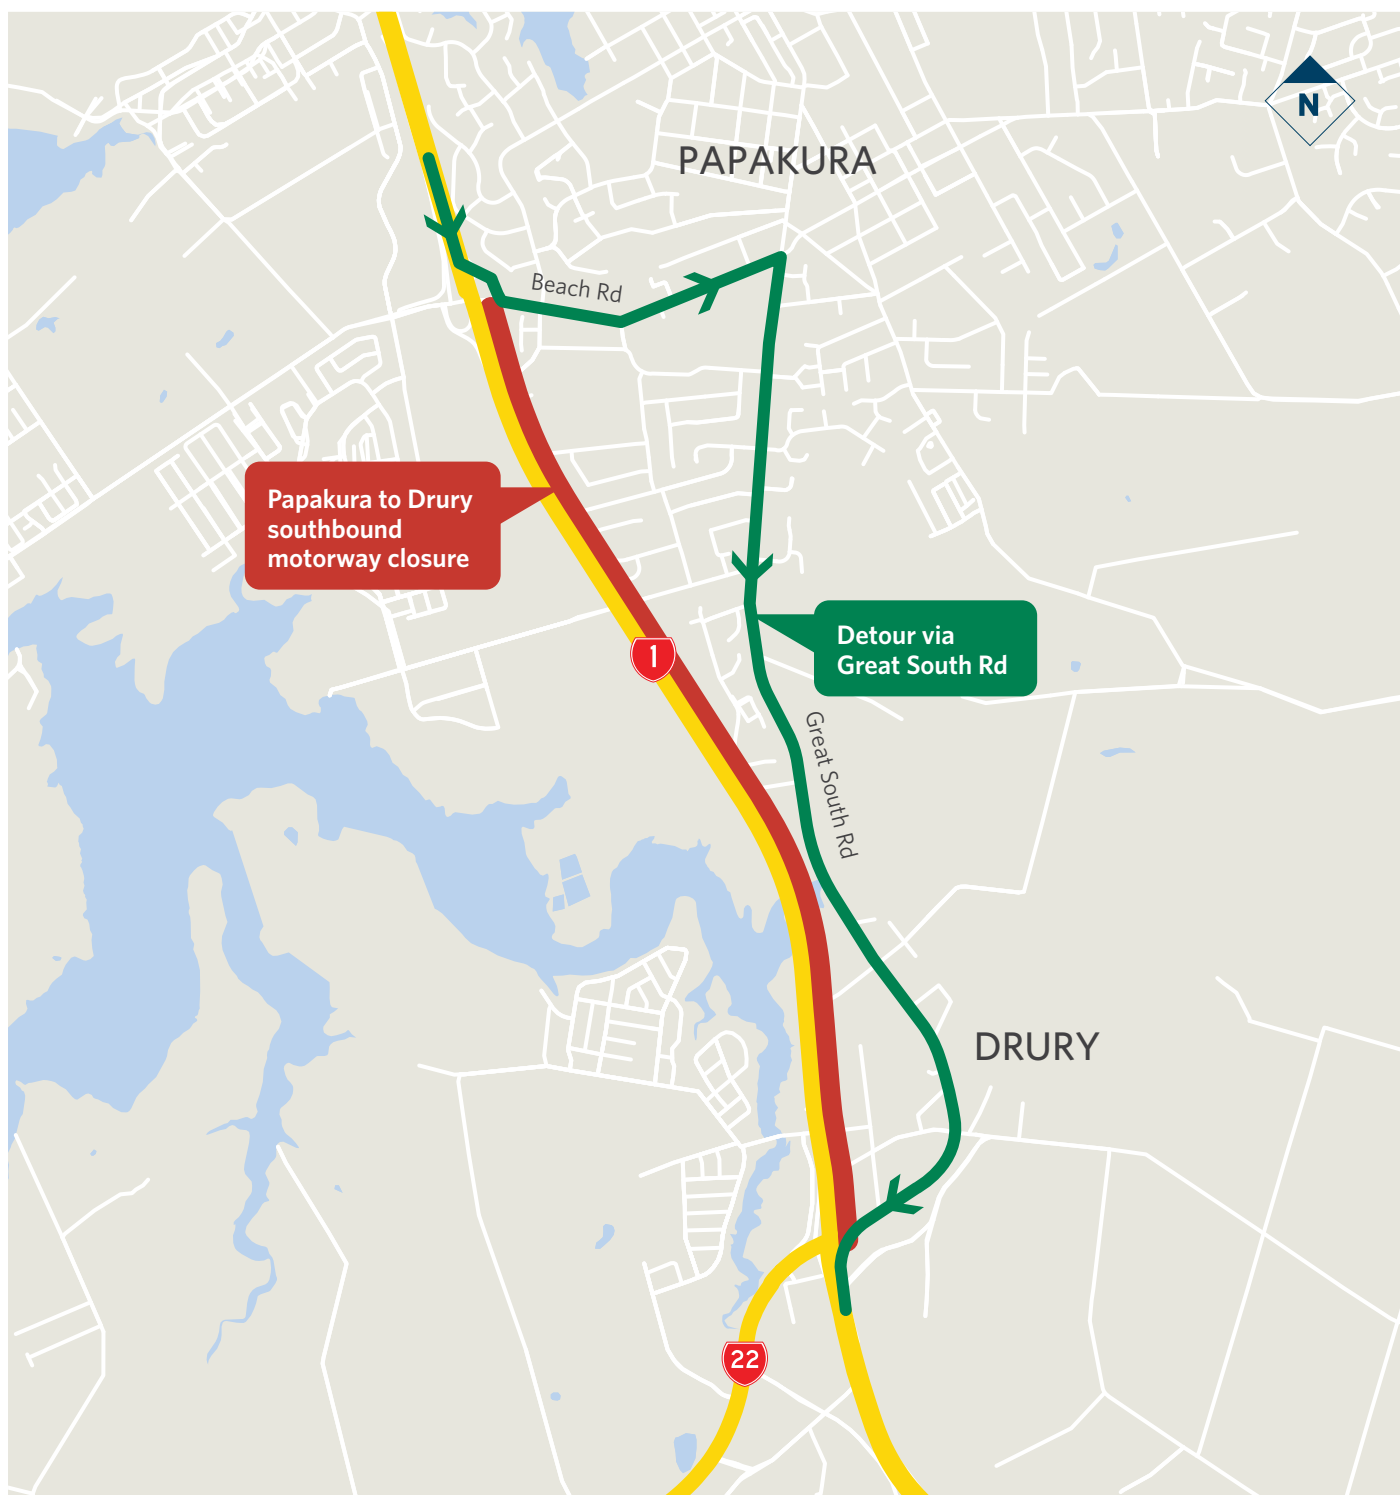 N
PAPAKURA
Beach Rd
Papakura to Drury
southbound
motorway closure
Detour via
Great South Rd
1
Great South Rd
DRURY
22